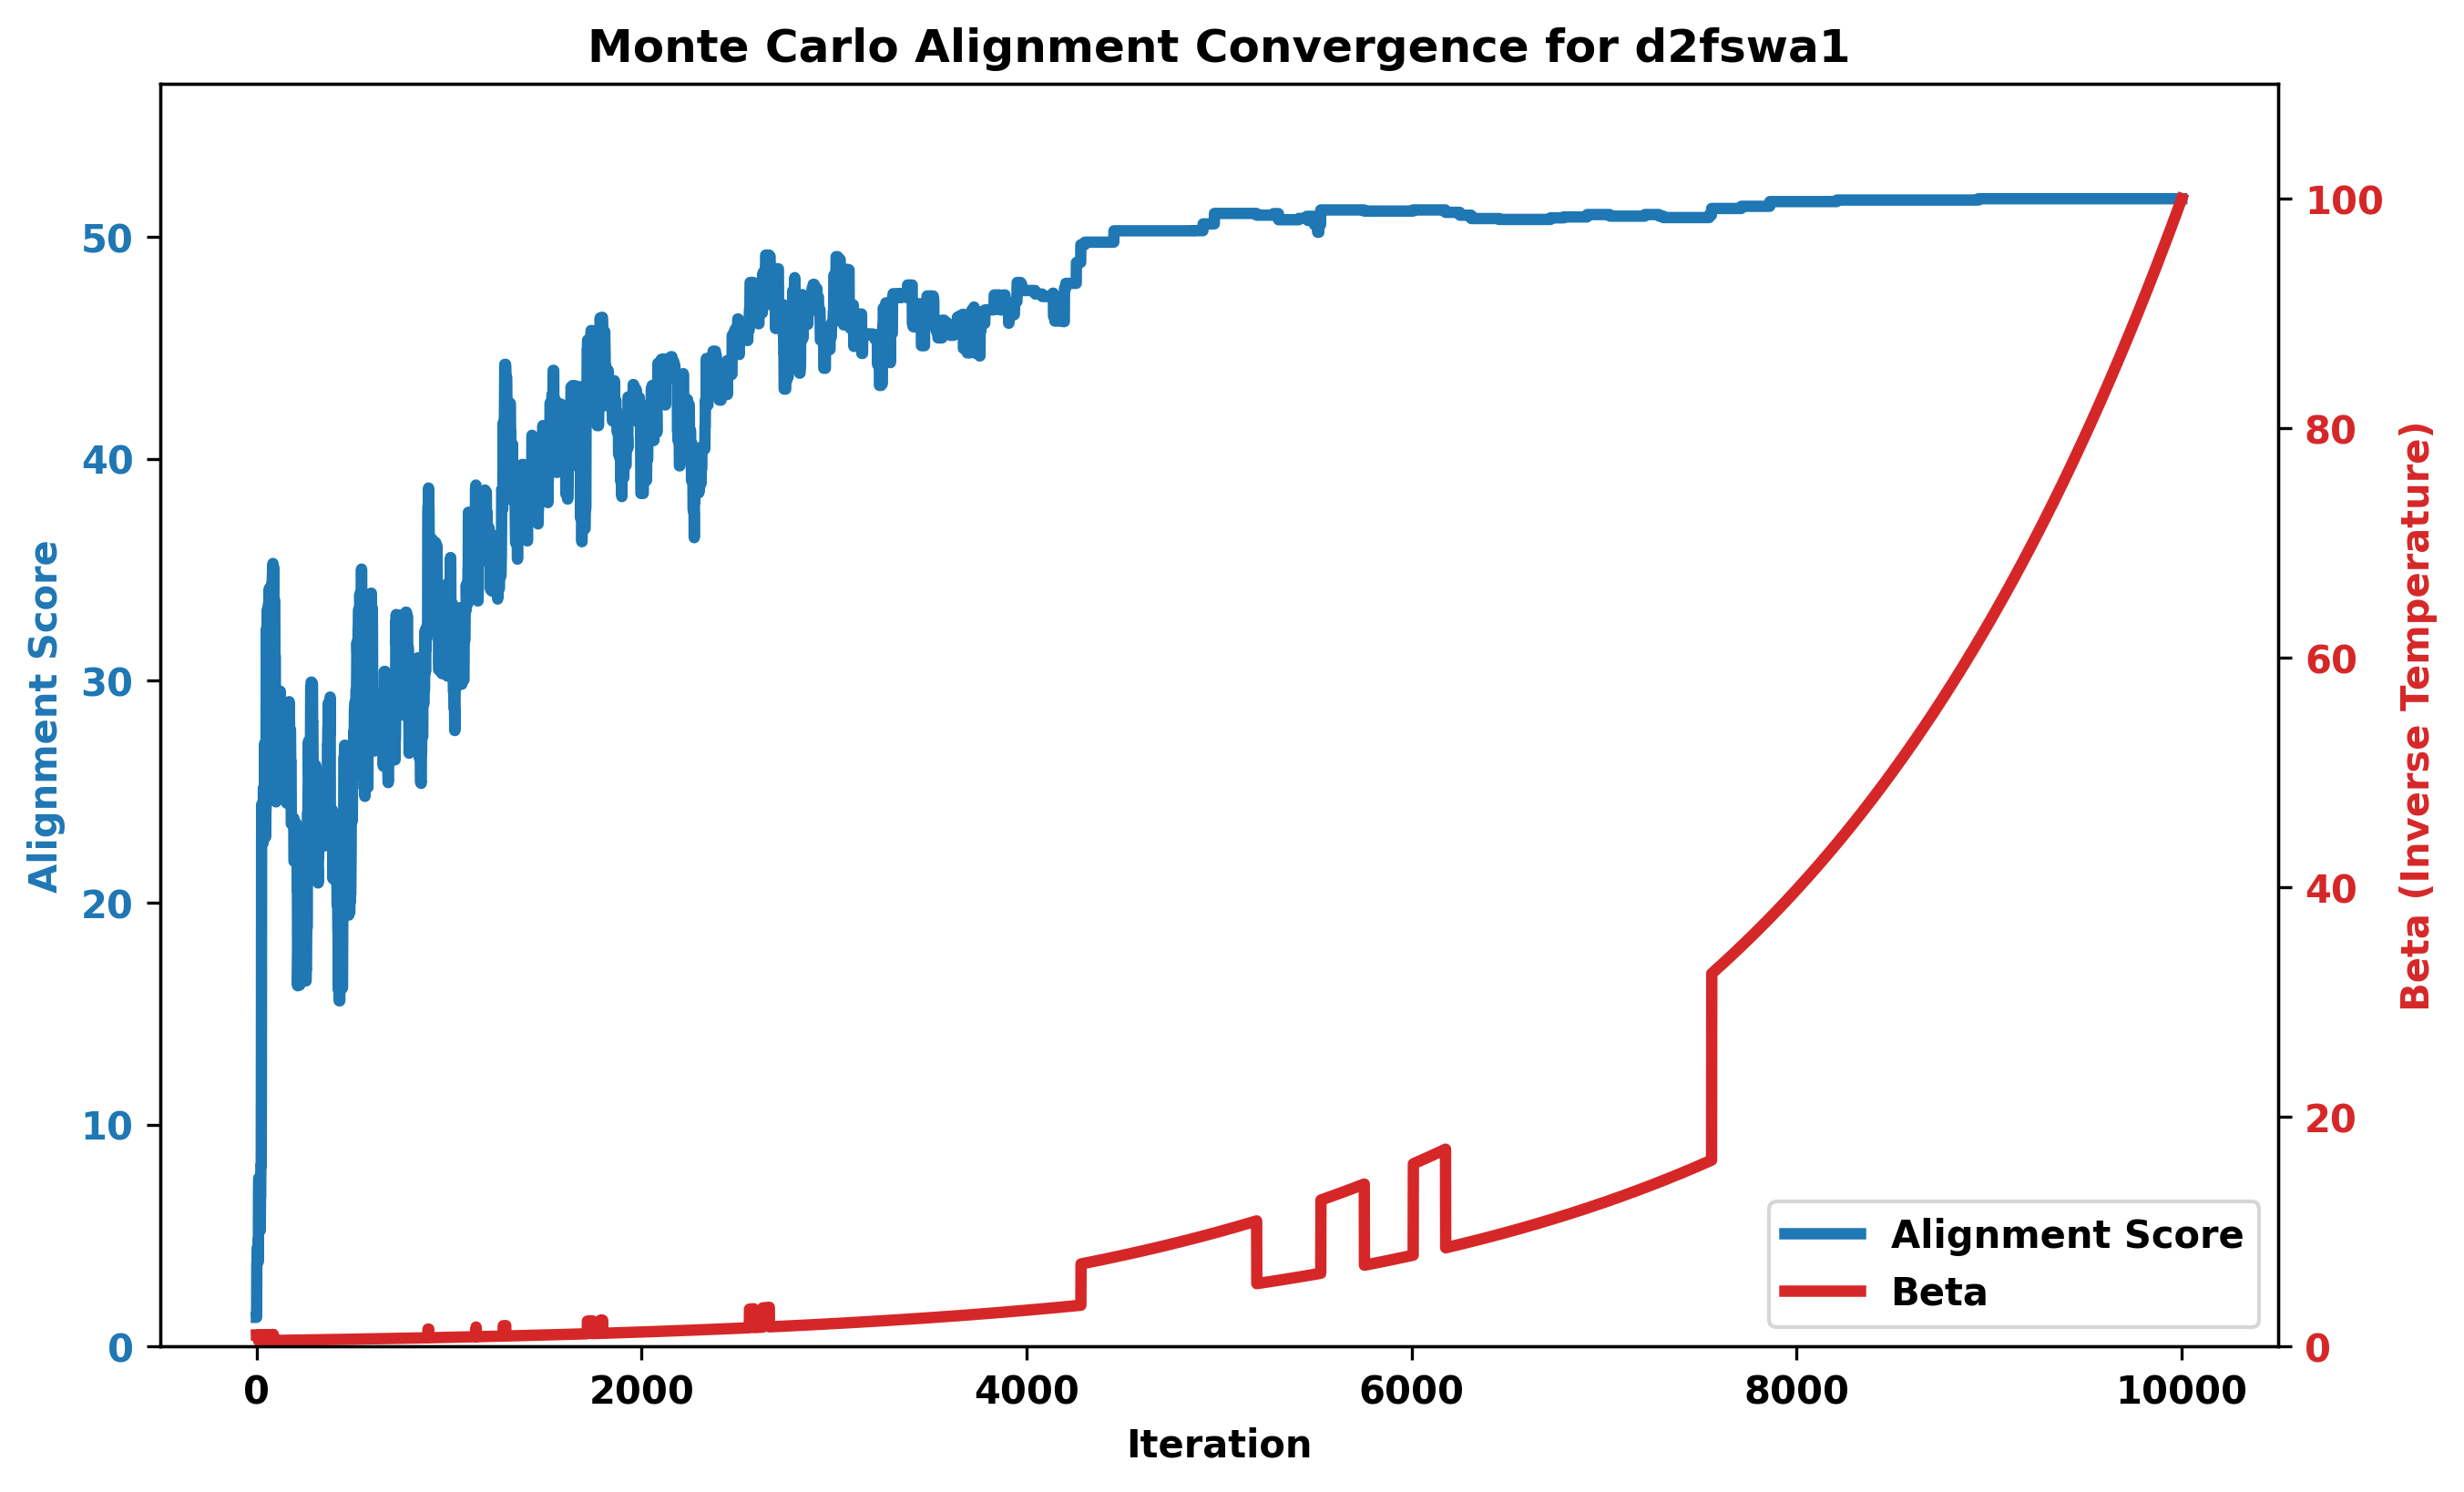 Monte Carlo Alignment Convergence for d2fswa1
Alignment Score
50
40
30
20
10
0
100
80
60
40
20
0
Beta (Inverse Temperature)
Alignment Score
Beta
0 2000 4000 6000 8000 10000
Iteration